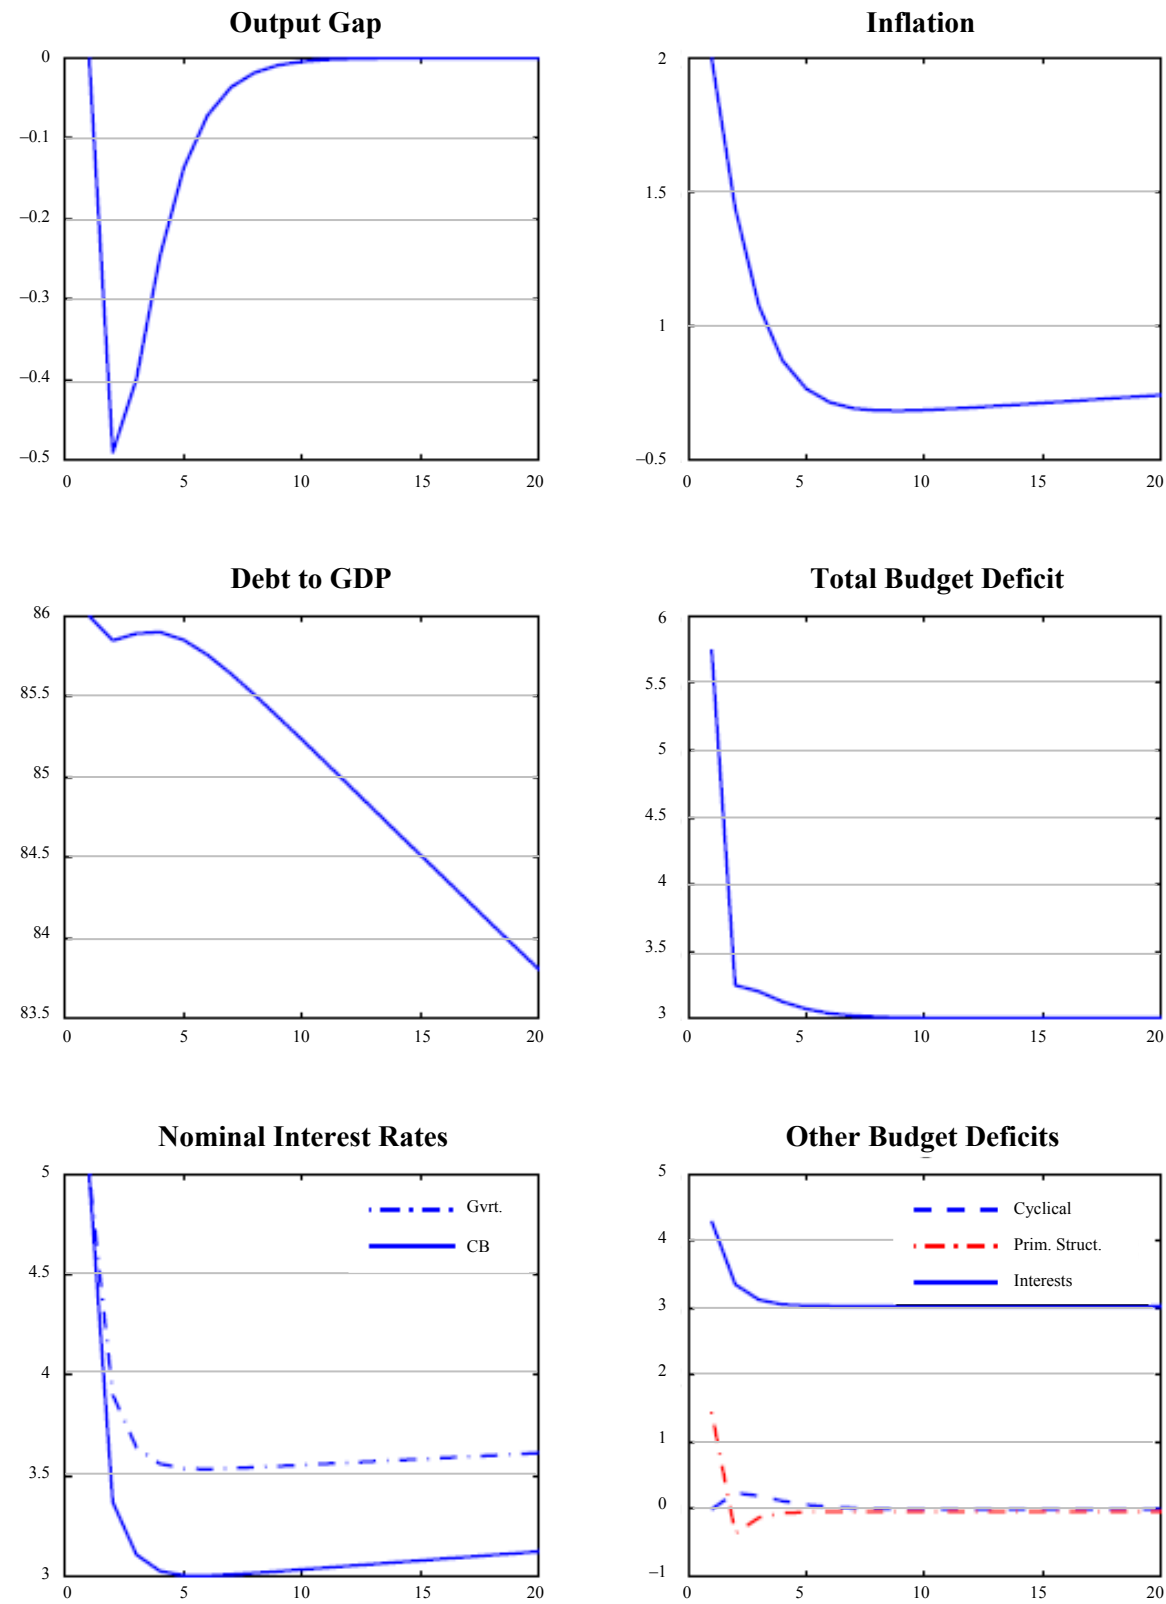 Output Gap
0
–0.1
–0.2
–0.3
–0.4
–0.5
0 5 10 15 20
Inflation
2
1.5
1
–0.5
0 5 10 15 20
Debt to GDP
86
85.5
85
84.5
84
83.5
0 5 10 15 20
Total Budget Deficit
6
5.5
5
4.5
4
3.5
3
0 5 10 15 20
Nominal Interest Rates
5
4.5
4
3.5
3
Gvrt.
CB
0 5 10 15 20
Other Budget Deficits
5
4
3
2
1
0
–1
Cyclical
Prim. Struct.
Interests
0 5 10 15 20